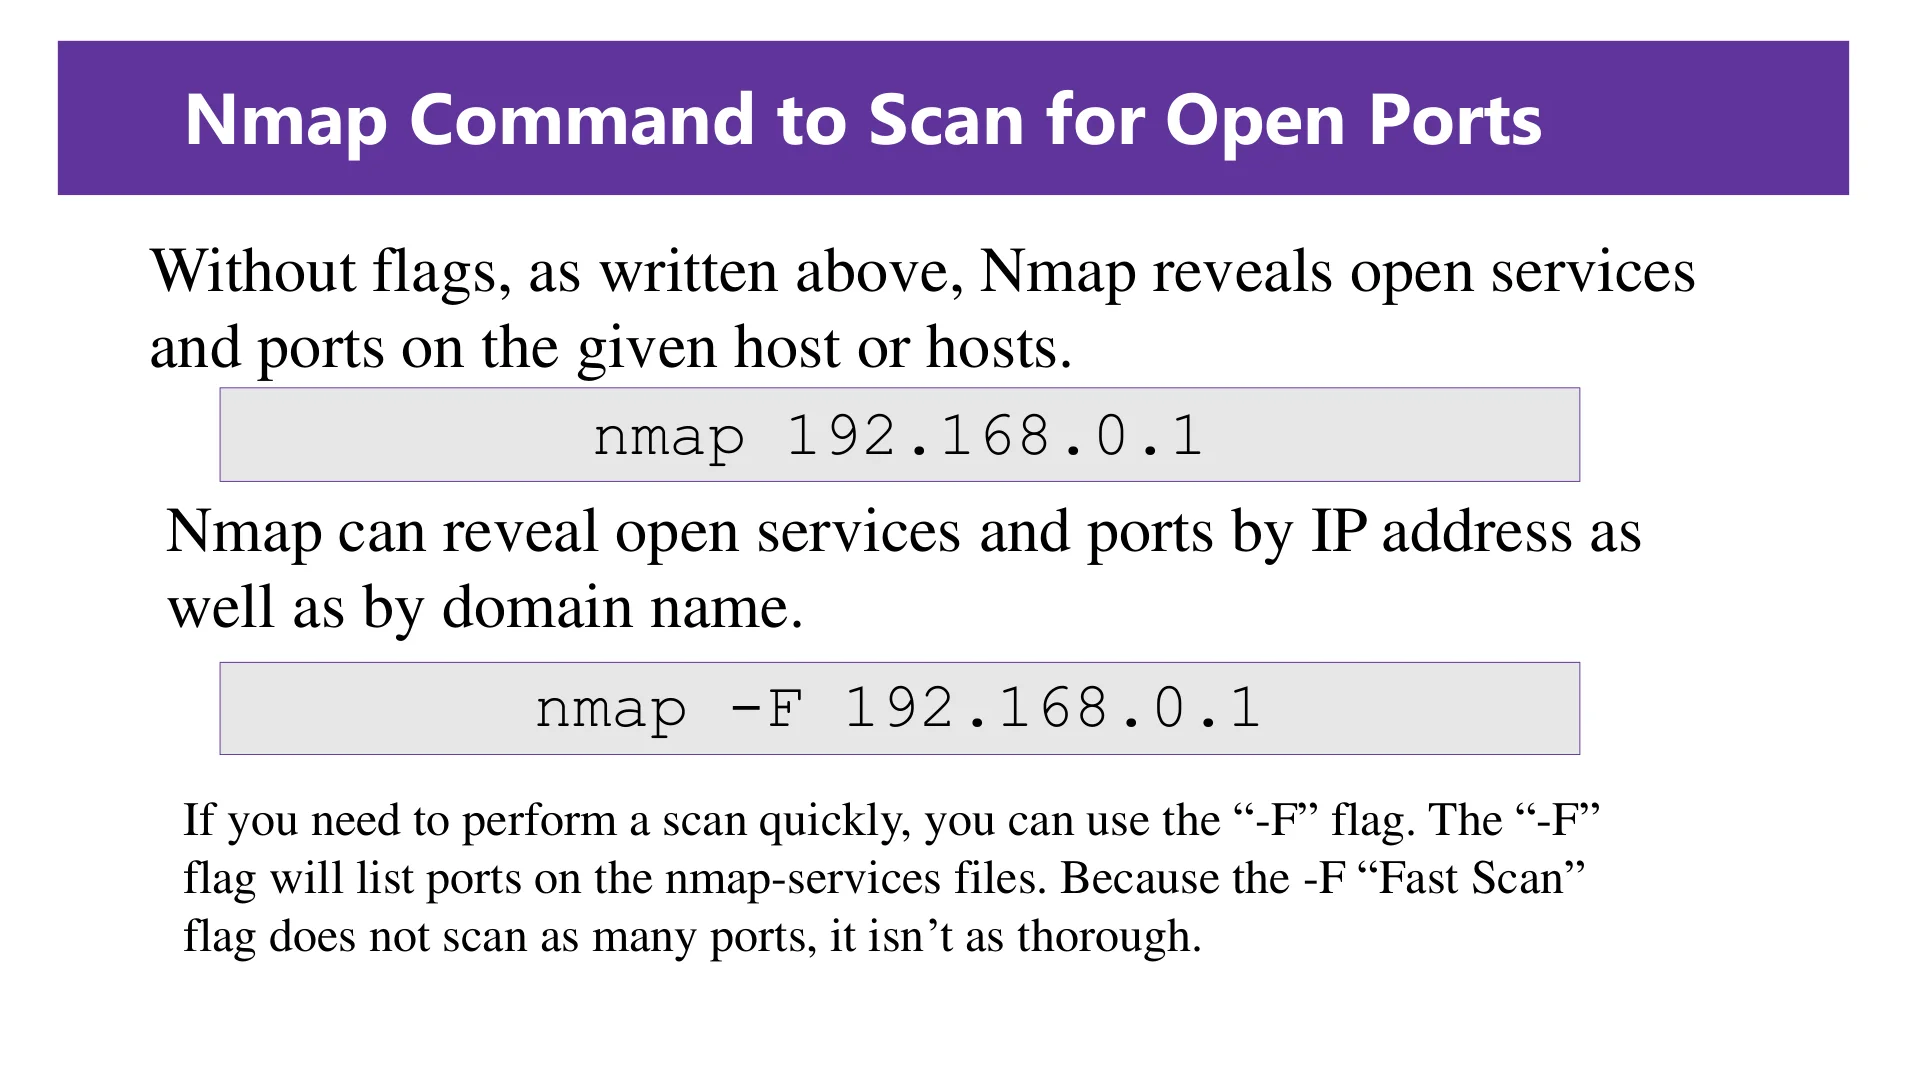 Nmap Command to Scan for Open Ports
Without flags, as written above, Nmap reveals open services
and ports on the given host or hosts.
nmap 192.168.0.1
Nmap can reveal open services and ports by IP address as
well as by domain name.
nmap -F 192.168.0.1
If you need to perform a scan quickly, you can use the “-F” flag. The “-F”
flag will list ports on the nmap-services files. Because the -F “Fast Scan”
flag does not scan as many ports, it isn’t as thorough.